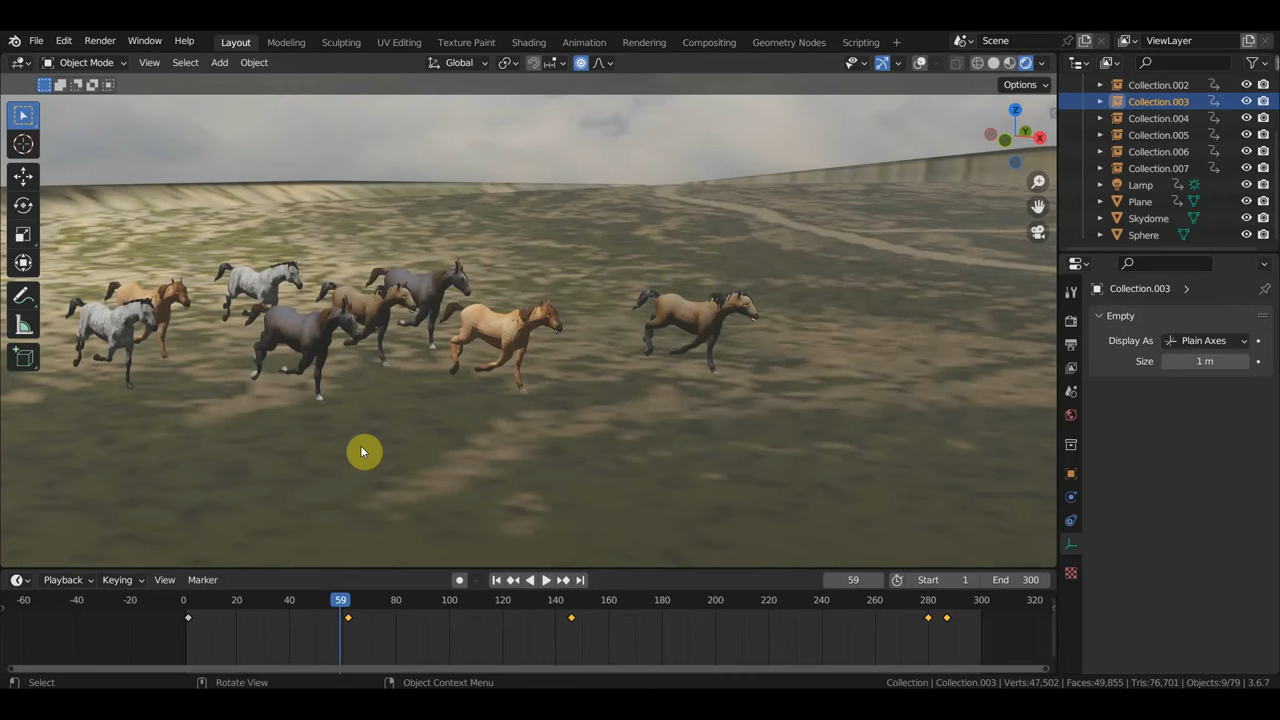 File Edit Render Window Help Layout Modeling Sculpting UV Editing Texture Paint Shading Animation Rendering Compositing Geometry Nodes Scripting + Scene ViewLayer
Object Mode View Select Add Object Global
Options
Z
Y
X
Collection.002
Collection.003
Collection.004
Collection.005
Collection.006
Collection.007
Lamp
Plane
Skydome
Sphere
Collection.003
Empty
Display As Plain Axes
Size 1 m
Playback Keying View Marker 59 Start 1 End 300
-60 -40 -20 0 20 40 59 80 100 120 140 160 180 200 220 240 260 280 300 320
Select Rotate View Object Context Menu Collection | Collection.003 | Verts:47,502 | Faces:49,855 | Tris:76,701 | Objects:9/79 | 3.6.7